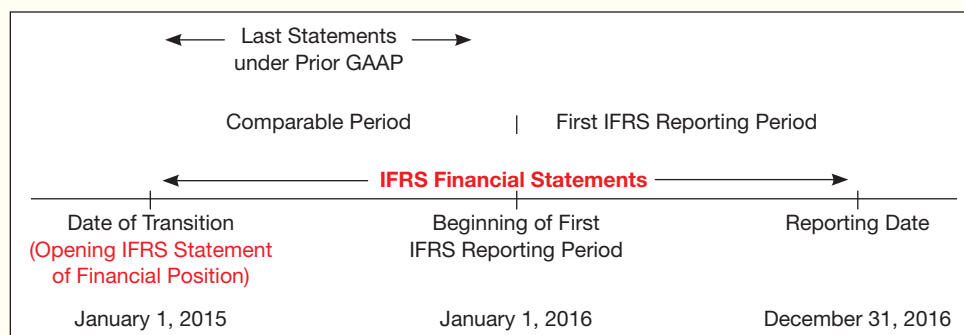 Last Statements
under Prior GAAP
Comparable Period
First IFRS Reporting Period
IFRS Financial Statements
Date of Transition
(Opening IFRS Statement
of Financial Position)
Beginning of First
IFRS Reporting Period
Reporting Date
January 1, 2015
January 1, 2016
December 31, 2016